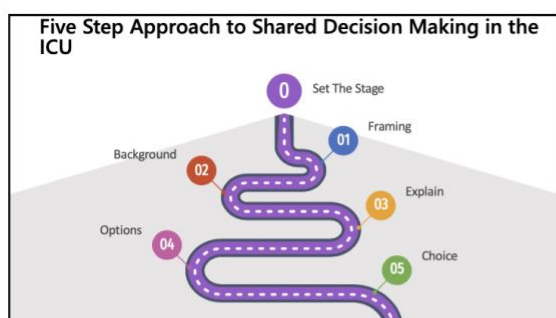 Five Step Approach to Shared Decision Making in the
ICU
0
Set The Stage
01
Framing
Background
02
03
Explain
Options
04
05
Choice